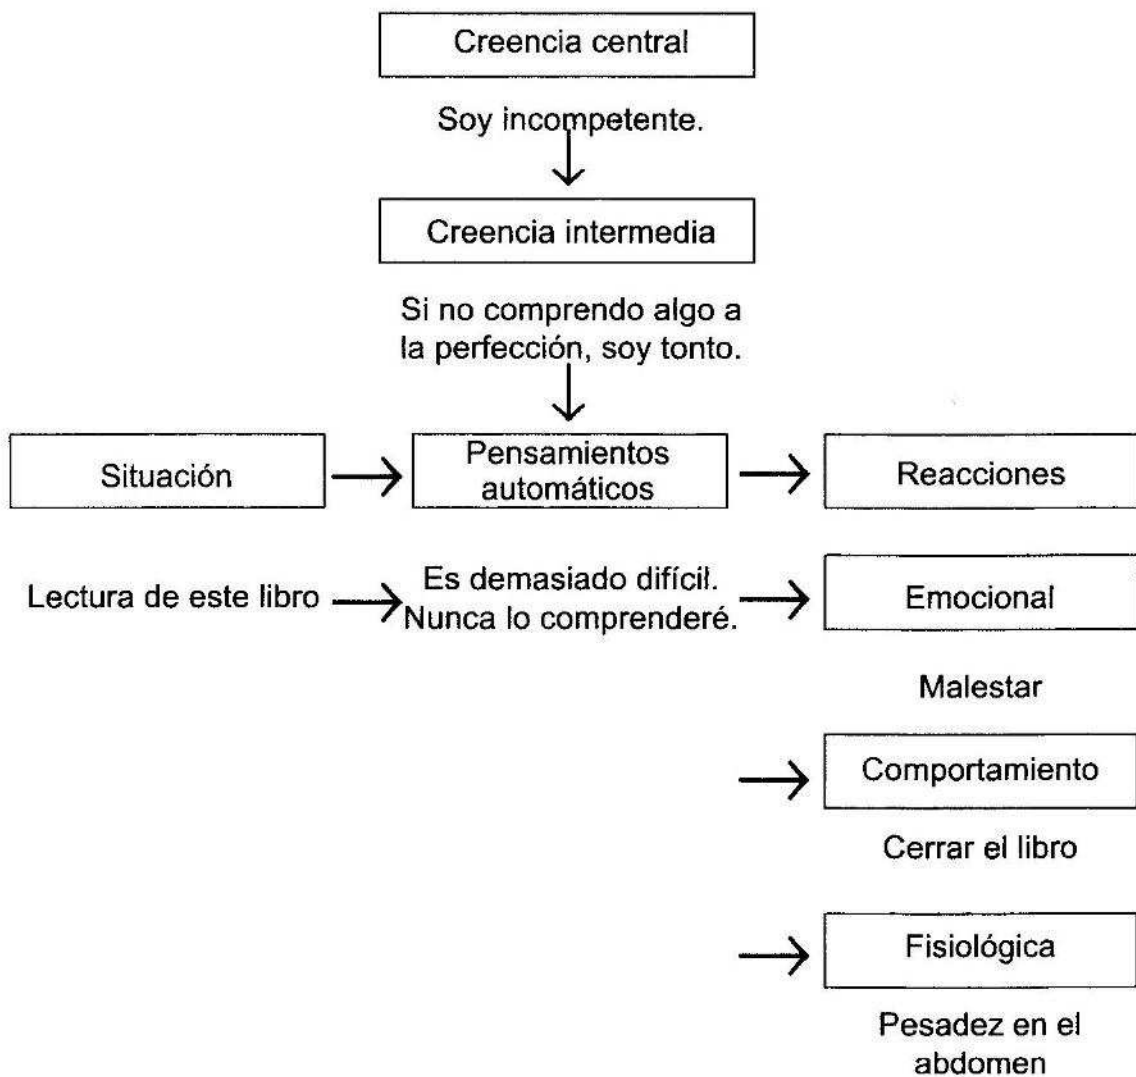 Creencia central
Soy incompetente.
Creencia intermedia
Si no comprendo algo a
la perfección, soy tonto.
Situación
Pensamientos
automáticos
Reacciones
Lectura de este libro
Es demasiado difícil.
Nunca lo comprenderé.
Emocional
Malestar
Comportamiento
Cerrar el libro
Fisiológica
Pesadez en el
abdomen